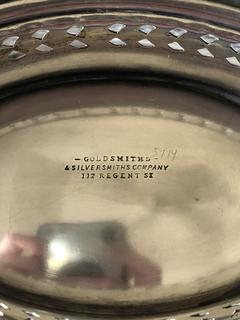 — GOLDSMITHS
& SILVERSMITHS COMPANY
112 REGENT St